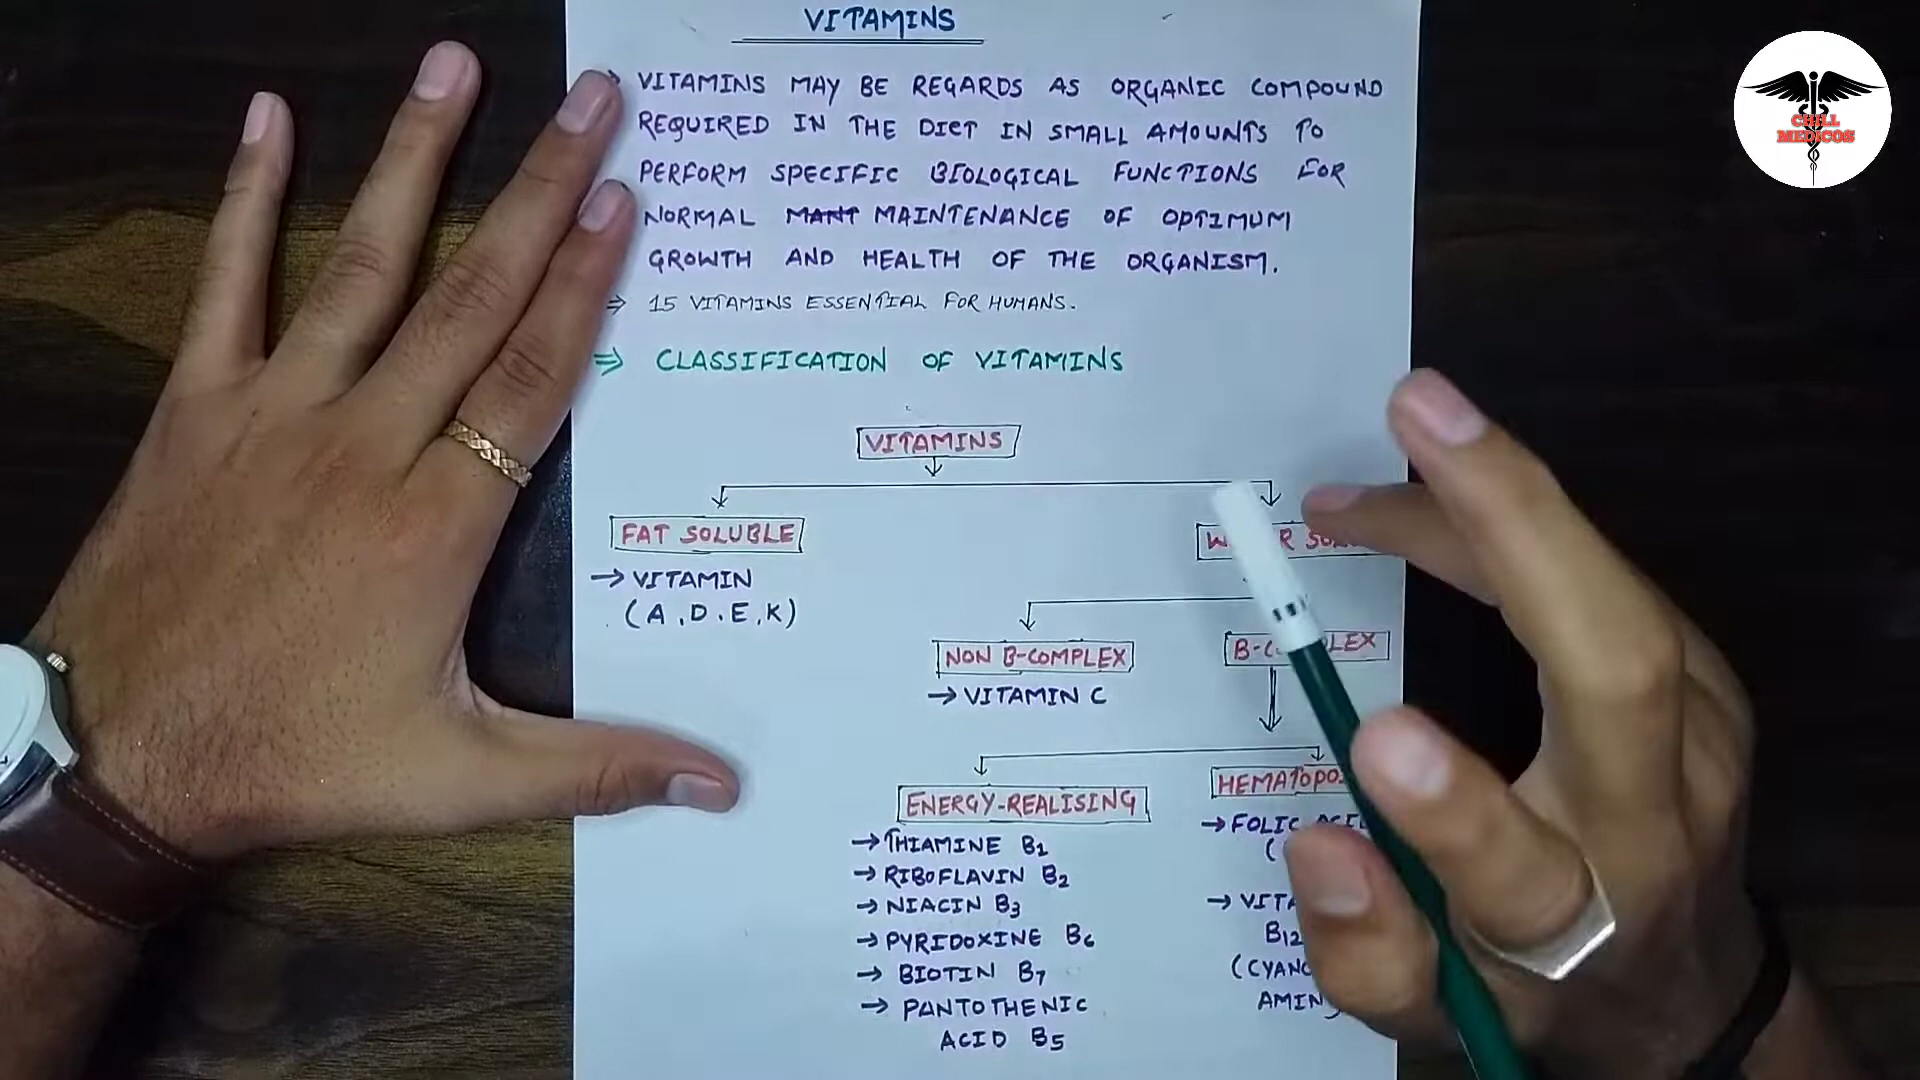 VITAMINS
VITAMINS MAY BE REGARDS AS ORGANIC COMPOUND
REQUIRED IN THE DIET IN SMALL AMOUNTS TO
PERFORM SPECIFIC BIOLOGICAL FUNCTIONS FOR
NORMAL MANT MAINTENANCE OF OPTIMUM
GROWTH AND HEALTH OF THE ORGANISM.
⇒ 15 VITAMINS ESSENTIAL FOR HUMANS.
⇒ CLASSIFICATION OF VITAMINS
VITAMINS
FAT SOLUBLE
→ VITAMIN
(A, D, E, K)
NON B-COMPLEX
→ VITAMIN C
ENERGY-REALISING
→ THIAMINE B1
→ RIBOFLAVIN B2
→ NIACIN B3
→ PYRIDOXINE B6
→ BIOTIN B7
→ PANTOTHENIC
ACID B5
→ FOLIC
B12
CHILL
MEDICOS